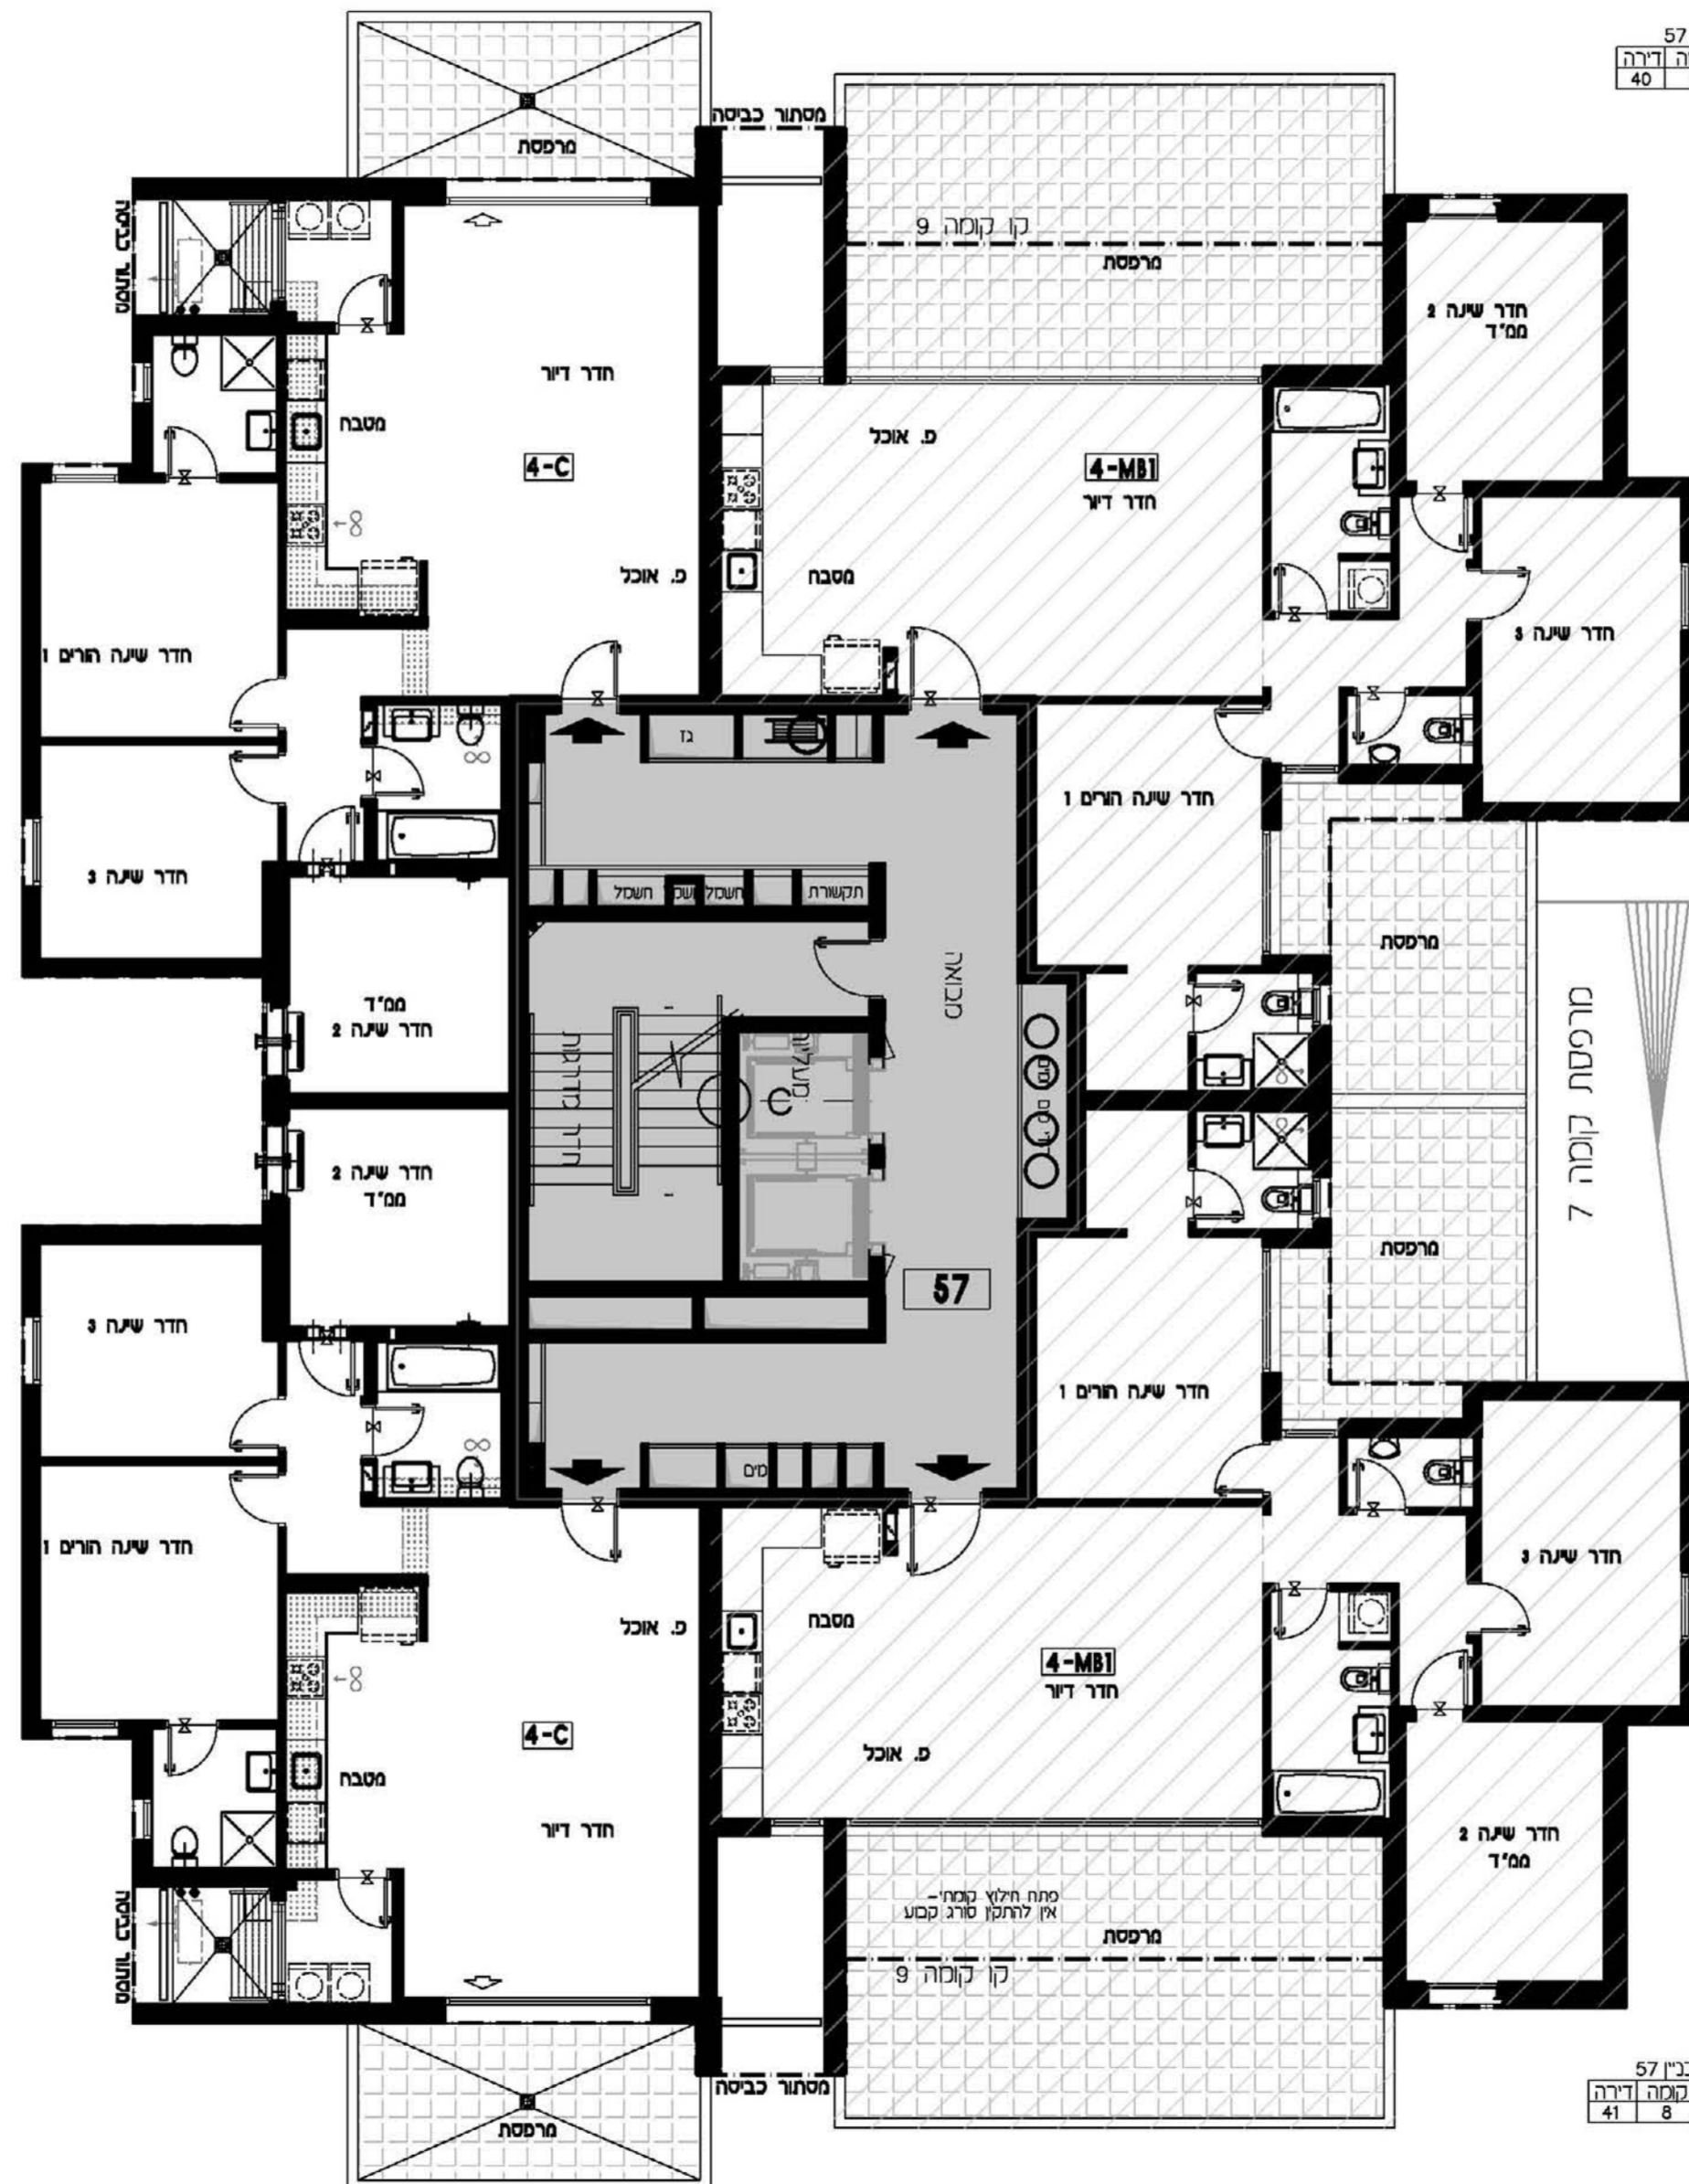 57
דירה
40
מסתור כביסה
מרפסת
קו קומה 9
מרפסת
מסתור כביסה
חדר שינה 2
ממ"ד
חדר דיור
מטבח
פ. אוכל
4-C
4-MB1
חדר דיור
פ. אוכל
מטבח
חדר שינה 3
חדר שינה הורים 1
גז
חדר שינה הורים 1
חדר שינה 3
חשמל
חשמל
תקשורת
מרפסת
מבואה
ממ"ד
חדר שינה 2
חדר מדרגות
מעליות
מים
מרפסת קומה 7
חדר שינה 2
ממ"ד
מרפסת
57
חדר שינה 3
חדר שינה הורים 1
מים
חדר שינה הורים 1
חדר שינה 3
פ. אוכל
מטבח
4-MB1
חדר דיור
4-C
פ. אוכל
מטבח
חדר דיור
חדר שינה 2
ממ"ד
פתח חילוץ קומתי-
אין להתקין סורג קבוע
מרפסת
קו קומה 9
מסתור כביסה
מסתור כביסה
מרפסת
בניין 57
קומה דירה
8 41